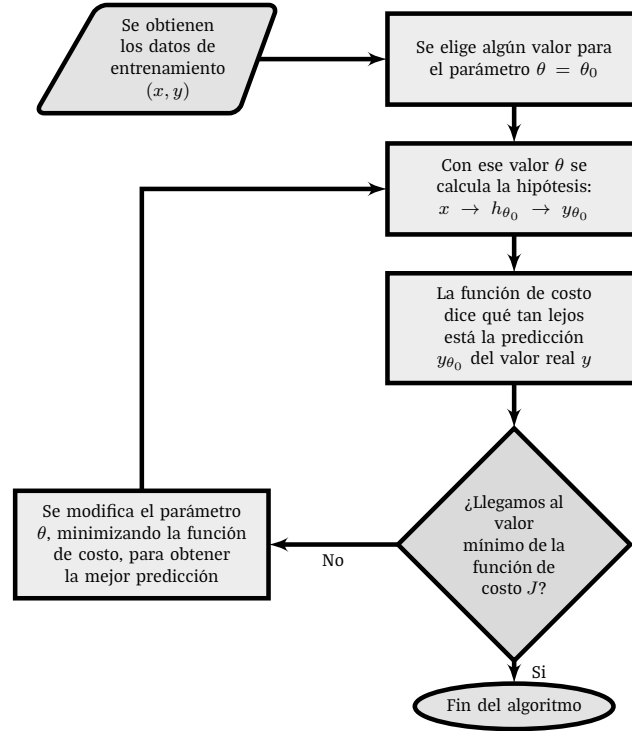 Se obtienen
los datos de
entrenamiento
(x, y)
Se elige algún valor para
el parámetro θ = θ₀
Con ese valor θ se
calcula la hipótesis:
x → h_θ₀ → y_θ₀
La función de costo
dice qué tan lejos
está la predicción
y_θ₀ del valor real y
¿Llegamos al
valor
mínimo de la
función de
costo J?
No
Se modifica el parámetro
θ, minimizando la función
de costo, para obtener
la mejor predicción
Si
Fin del algoritmo